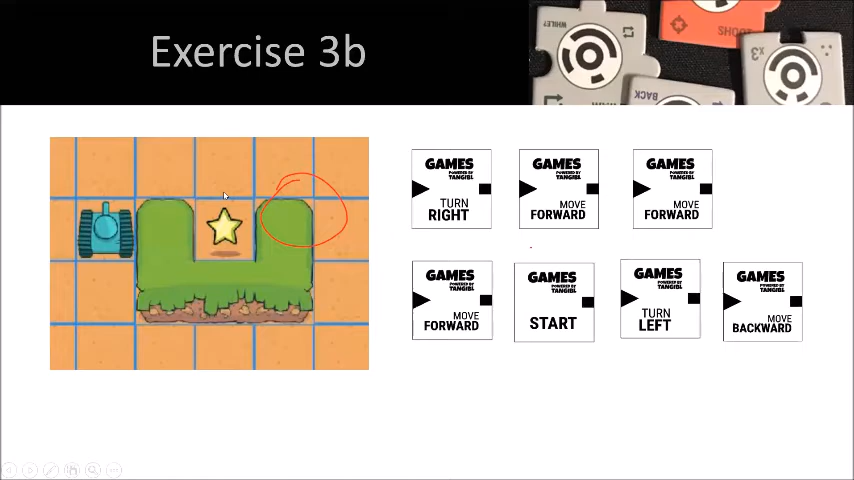 Exercise 3b
WHILE?
SHOOT
x3
BACK
GAMES
POWERED BY
TANGIBL
TURN
RIGHT
GAMES
POWERED BY
TANGIBL
MOVE
FORWARD
GAMES
POWERED BY
TANGIBL
MOVE
FORWARD
GAMES
POWERED BY
TANGIBL
MOVE
FORWARD
GAMES
POWERED BY
TANGIBL
START
GAMES
POWERED BY
TANGIBL
TURN
LEFT
GAMES
POWERED BY
TANGIBL
MOVE
BACKWARD